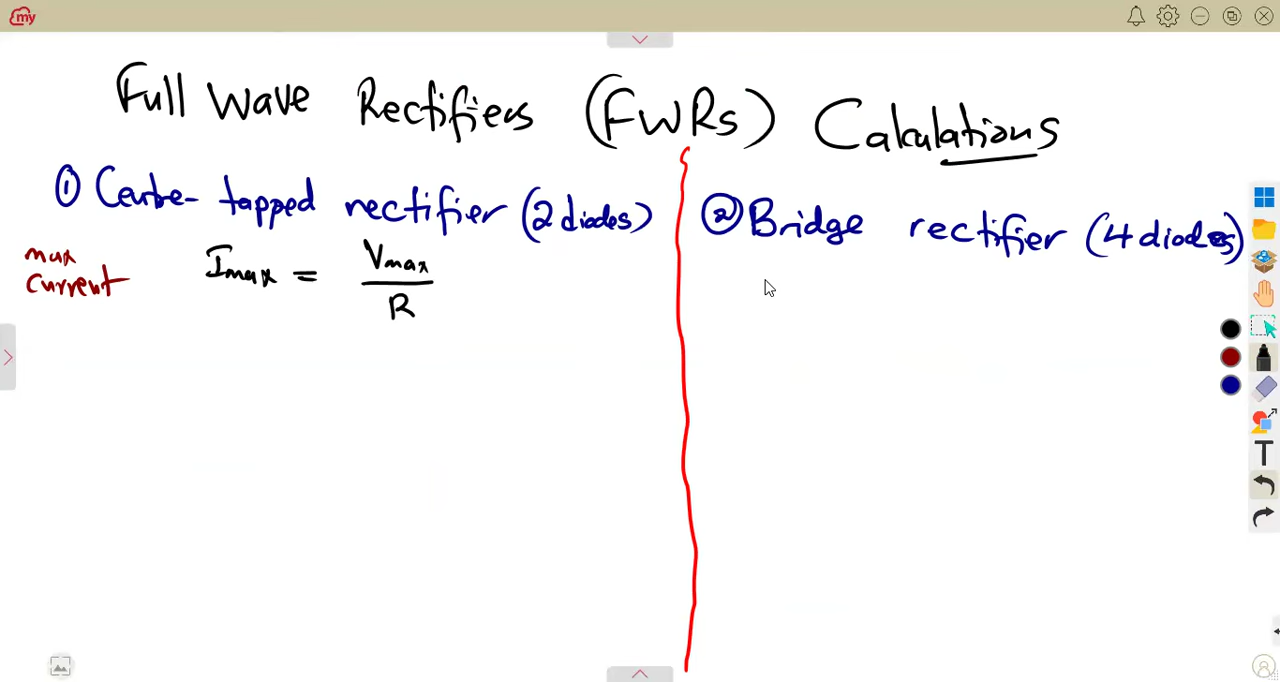 my
Full Wave Rectifiers (FWRs) Calculations
① Centre-tapped rectifier (2 diodes)
② Bridge rectifier (4 diodes)
max current
Imax = Vmax / R
T